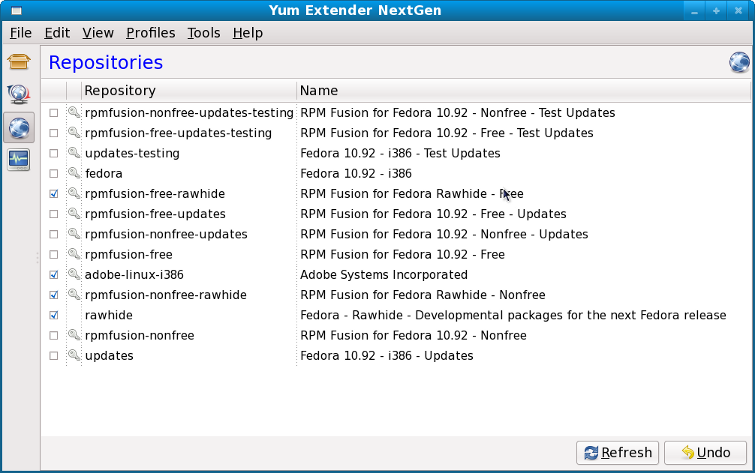 Yum Extender NextGen
File Edit View Profiles Tools Help
Repositories
Repository Name
rpmfusion-nonfree-updates-testing RPM Fusion for Fedora 10.92 - Nonfree - Test Updates
rpmfusion-free-updates-testing RPM Fusion for Fedora 10.92 - Free - Test Updates
updates-testing Fedora 10.92 - i386 - Test Updates
fedora Fedora 10.92 - i386
rpmfusion-free-rawhide RPM Fusion for Fedora Rawhide - Free
rpmfusion-free-updates RPM Fusion for Fedora 10.92 - Free - Updates
rpmfusion-nonfree-updates RPM Fusion for Fedora 10.92 - Nonfree - Updates
rpmfusion-free RPM Fusion for Fedora 10.92 - Free
adobe-linux-i386 Adobe Systems Incorporated
rpmfusion-nonfree-rawhide RPM Fusion for Fedora Rawhide - Nonfree
rawhide Fedora - Rawhide - Developmental packages for the next Fedora release
rpmfusion-nonfree RPM Fusion for Fedora 10.92 - Nonfree
updates Fedora 10.92 - i386 - Updates
Refresh Undo